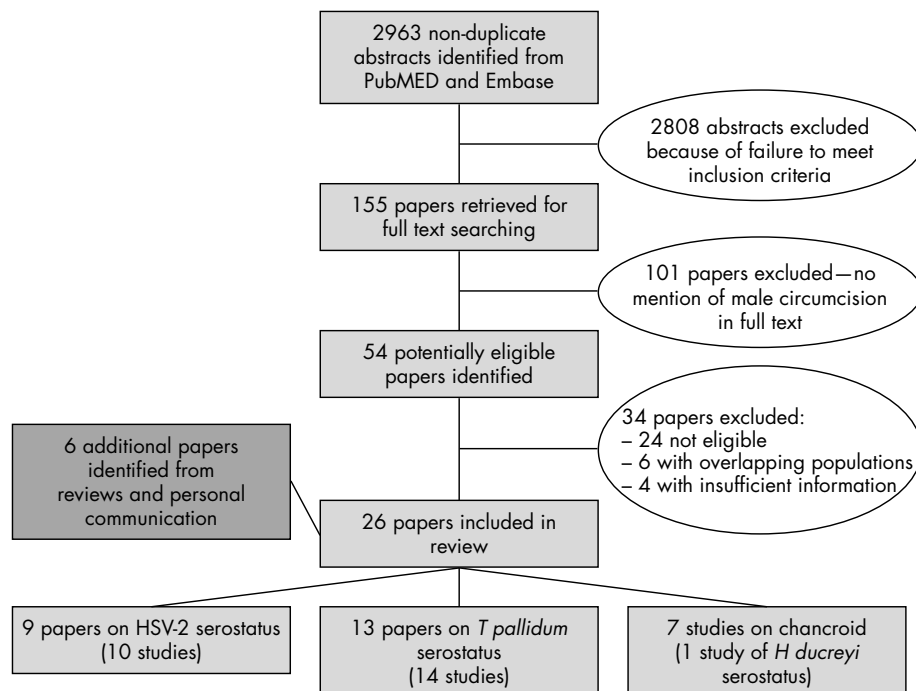 2963 non-duplicate
abstracts identified from
PubMED and Embase
2808 abstracts excluded
because of failure to meet
inclusion criteria
155 papers retrieved for
full text searching
101 papers excluded—no
mention of male circumcision
in full text
54 potentially eligible
papers identified
34 papers excluded:
– 24 not eligible
– 6 with overlapping populations
– 4 with insufficient information
6 additional papers
identified from
reviews and personal
communication
26 papers included in
review
9 papers on HSV-2 serostatus
(10 studies)
13 papers on T pallidum
serostatus
(14 studies)
7 studies on chancroid
(1 study of H ducreyi
serostatus)